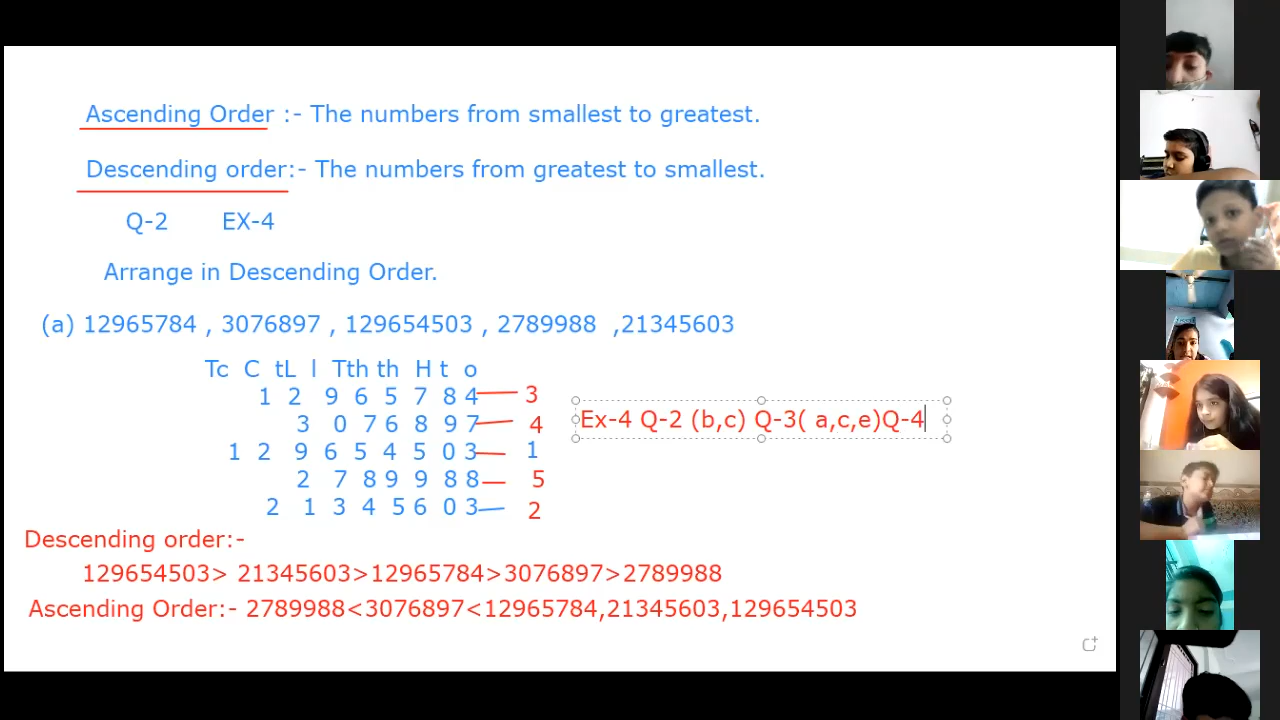 Ascending Order :- The numbers from smallest to greatest.
Descending order:- The numbers from greatest to smallest.
Q-2 EX-4
Arrange in Descending Order.
(a) 12965784 , 3076897 , 129654503 , 2789988 ,21345603
Tc C tL l Tth th H t o
1 2 9 6 5 7 8 4 3
3 0 7 6 8 9 7 4
Ex-4 Q-2 (b,c) Q-3( a,c,e)Q-4
1 2 9 6 5 4 5 0 3 1
2 7 8 9 9 8 8 5
2 1 3 4 5 6 0 3 2
Descending order:-
129654503> 21345603>12965784>3076897>2789988
Ascending Order:- 2789988<3076897<12965784,21345603,129654503